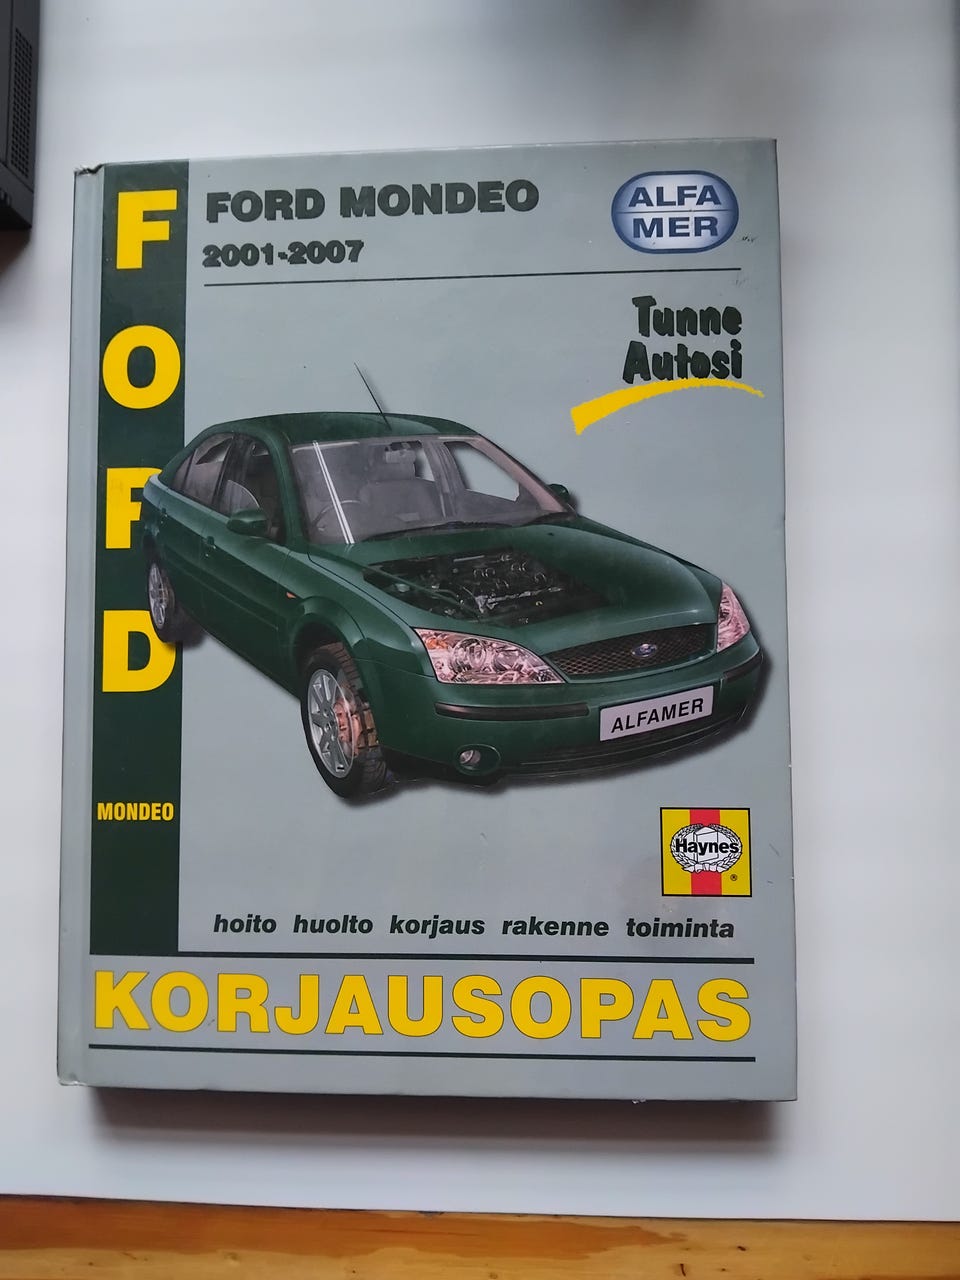 FORD
FORD MONDEO
2001-2007
ALFA
MER
Tunne
Autosi
ALFAMER
MONDEO
Haynes
®
hoito huolto korjaus rakenne toiminta
KORJAUSOPAS